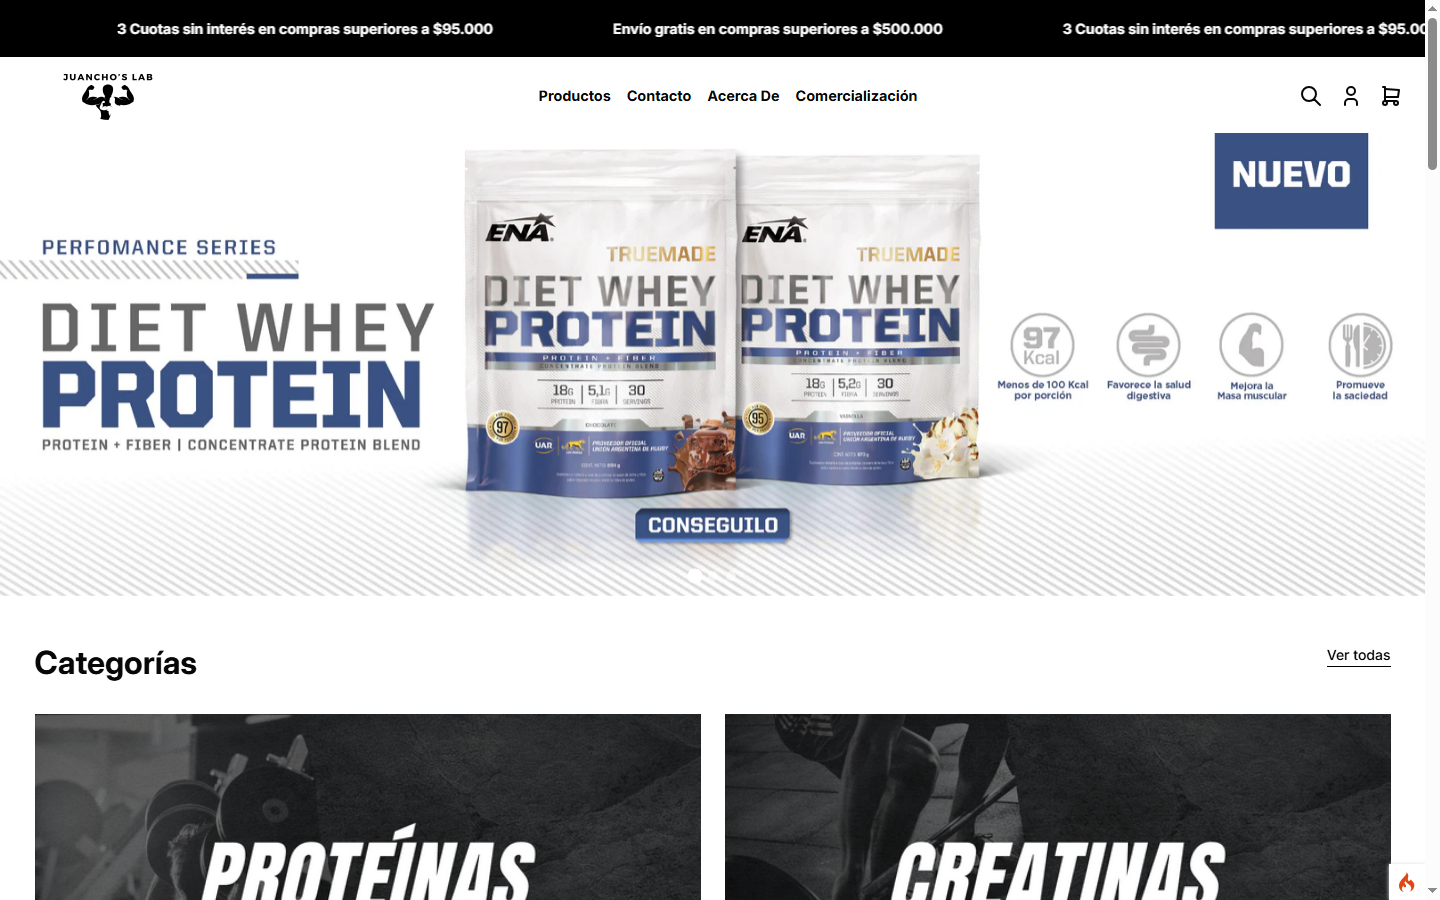 3 Cuotas sin interés en compras superiores a $95.000
Envío gratis en compras superiores a $500.000
3 Cuotas sin interés en compras superiores a $95.00
JUANCHO'S LAB
Productos
Contacto
Acerca De
Comercialización
NUEVO
PERFOMANCE SERIES
DIET WHEY
PROTEIN
PROTEIN + FIBER | CONCENTRATE PROTEIN BLEND
ENA
TRUEMADE
DIET WHEY
PROTEIN
PROTEIN + FIBER
CONCENTRATE PROTEIN BLEND
18G
PROTEIN
5,1G
FIBRA
30
SERVINGS
97
CHOCOLATE
UAR
PROVEEDOR OFICIAL
UNIÓN ARGENTINA DE RUGBY
ENA
TRUEMADE
DIET WHEY
PROTEIN
PROTEIN + FIBER
CONCENTRATE PROTEIN BLEND
18G
PROTEIN
5,2G
FIBRA
30
SERVINGS
95
VAINILLA
UAR
PROVEEDOR OFICIAL
UNIÓN ARGENTINA DE RUGBY
97
Kcal
Menos de 100 Kcal
por porción
Favorece la salud
digestiva
Mejora la
Masa muscular
Promueve
la saciedad
CONSEGUILO
Categorías
Ver todas
PROTEÍNAS
CREATINAS